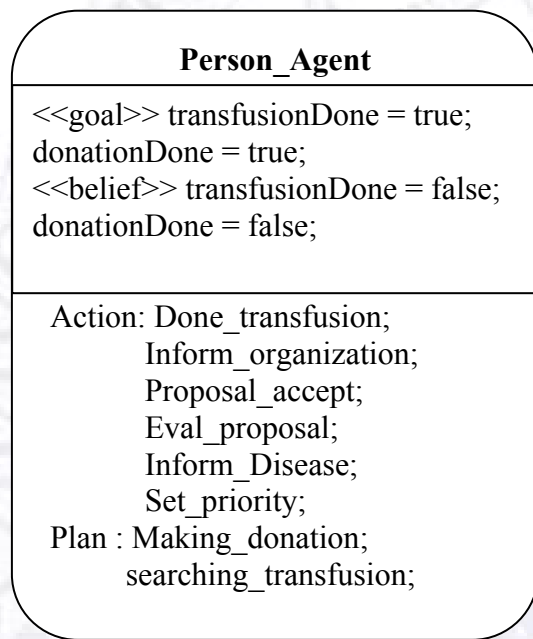 Person_Agent
<<goal>> transfusionDone = true;
donationDone = true;
<<belief>> transfusionDone = false;
donationDone = false;
Action: Done_transfusion;
Inform_organization;
Proposal_accept;
Eval_proposal;
Inform_Disease;
Set_priority;
Plan : Making_donation;
searching_transfusion;